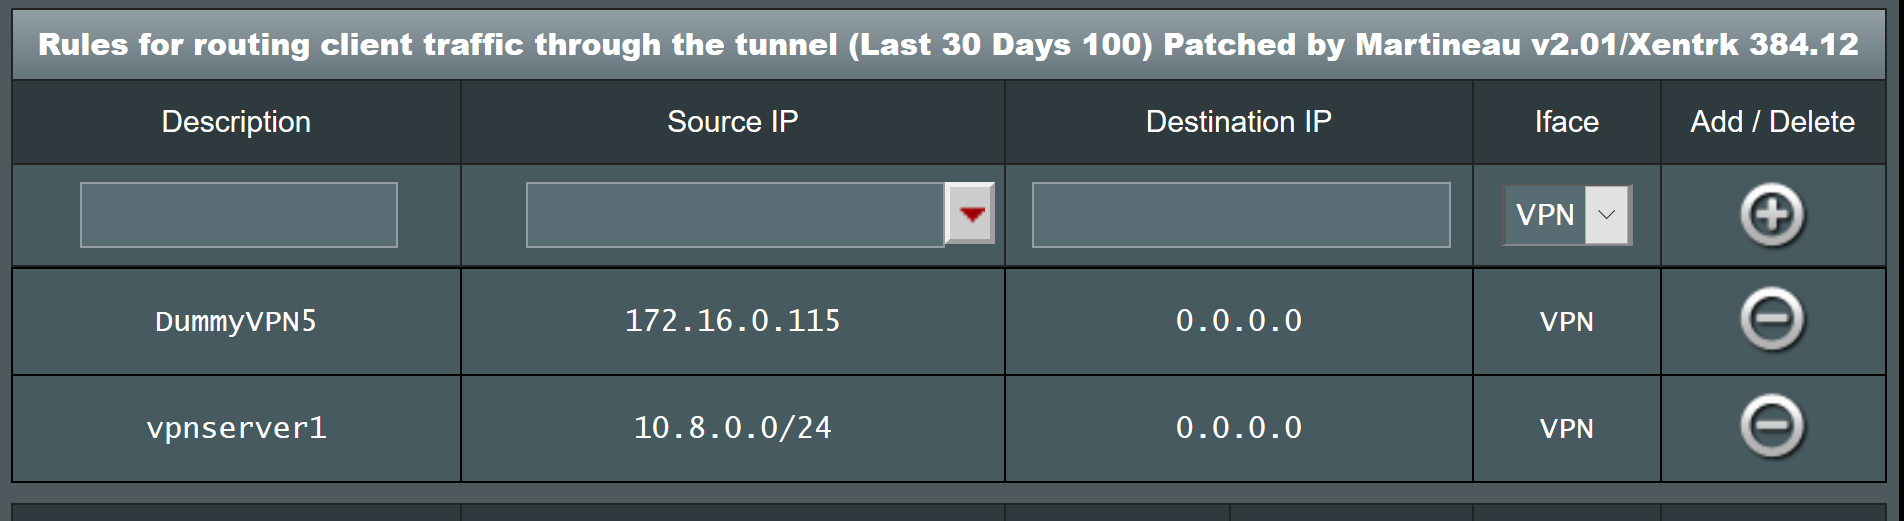 Rules for routing client traffic through the tunnel (Last 30 Days 100) Patched by Martineau v2.01/Xentrk 384.12
Description Source IP Destination IP Iface Add / Delete
VPN
DummyVPN5 172.16.0.115 0.0.0.0 VPN
vpnserver1 10.8.0.0/24 0.0.0.0 VPN